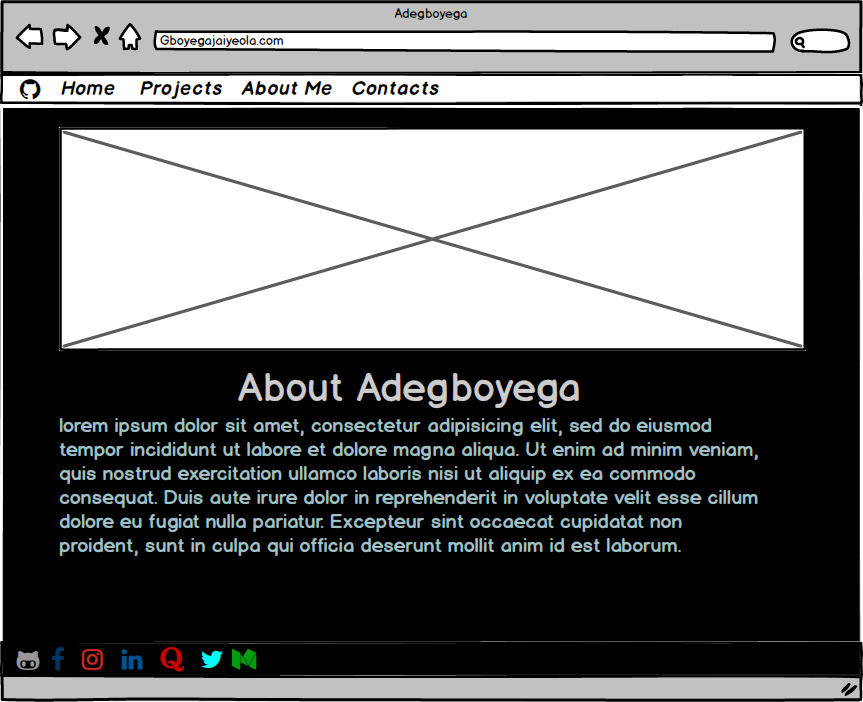 Adegboyega
Gboyegajaiyeola.com
Home Projects About Me Contacts
About Adegboyega
lorem ipsum dolor sit amet, consectetur adipisicing elit, sed do eiusmod
tempor incididunt ut labore et dolore magna aliqua. Ut enim ad minim veniam,
quis nostrud exercitation ullamco laboris nisi ut aliquip ex ea commodo
consequat. Duis aute irure dolor in reprehenderit in voluptate velit esse cillum
dolore eu fugiat nulla pariatur. Excepteur sint occaecat cupidatat non
proident, sunt in culpa qui officia deserunt mollit anim id est laborum.